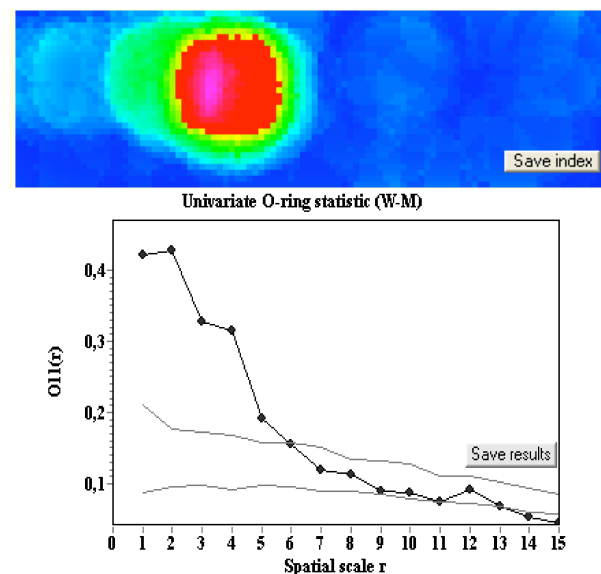 Save index
Univariate O-ring statistic (W-M)
0,4
0,3
O11(r)
0,2
Save results
0,1
0 1 2 3 4 5 6 7 8 9 10 11 12 13 14 15
Spatial scale r